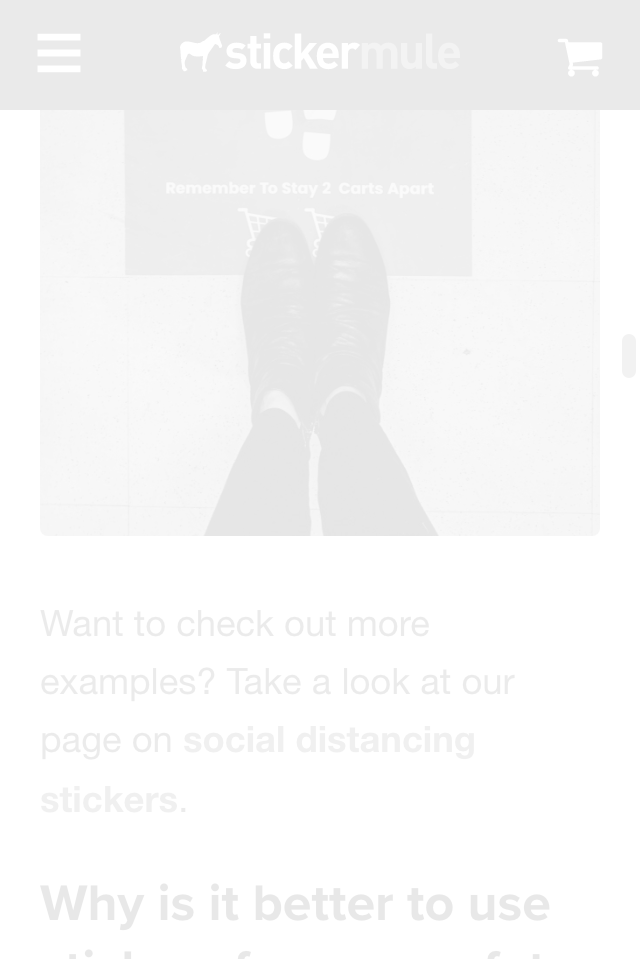 stickermule
Remember To Stay 2 Carts Apart
Want to check out more
examples? Take a look at our
page on social distancing
stickers.
Why is it better to use